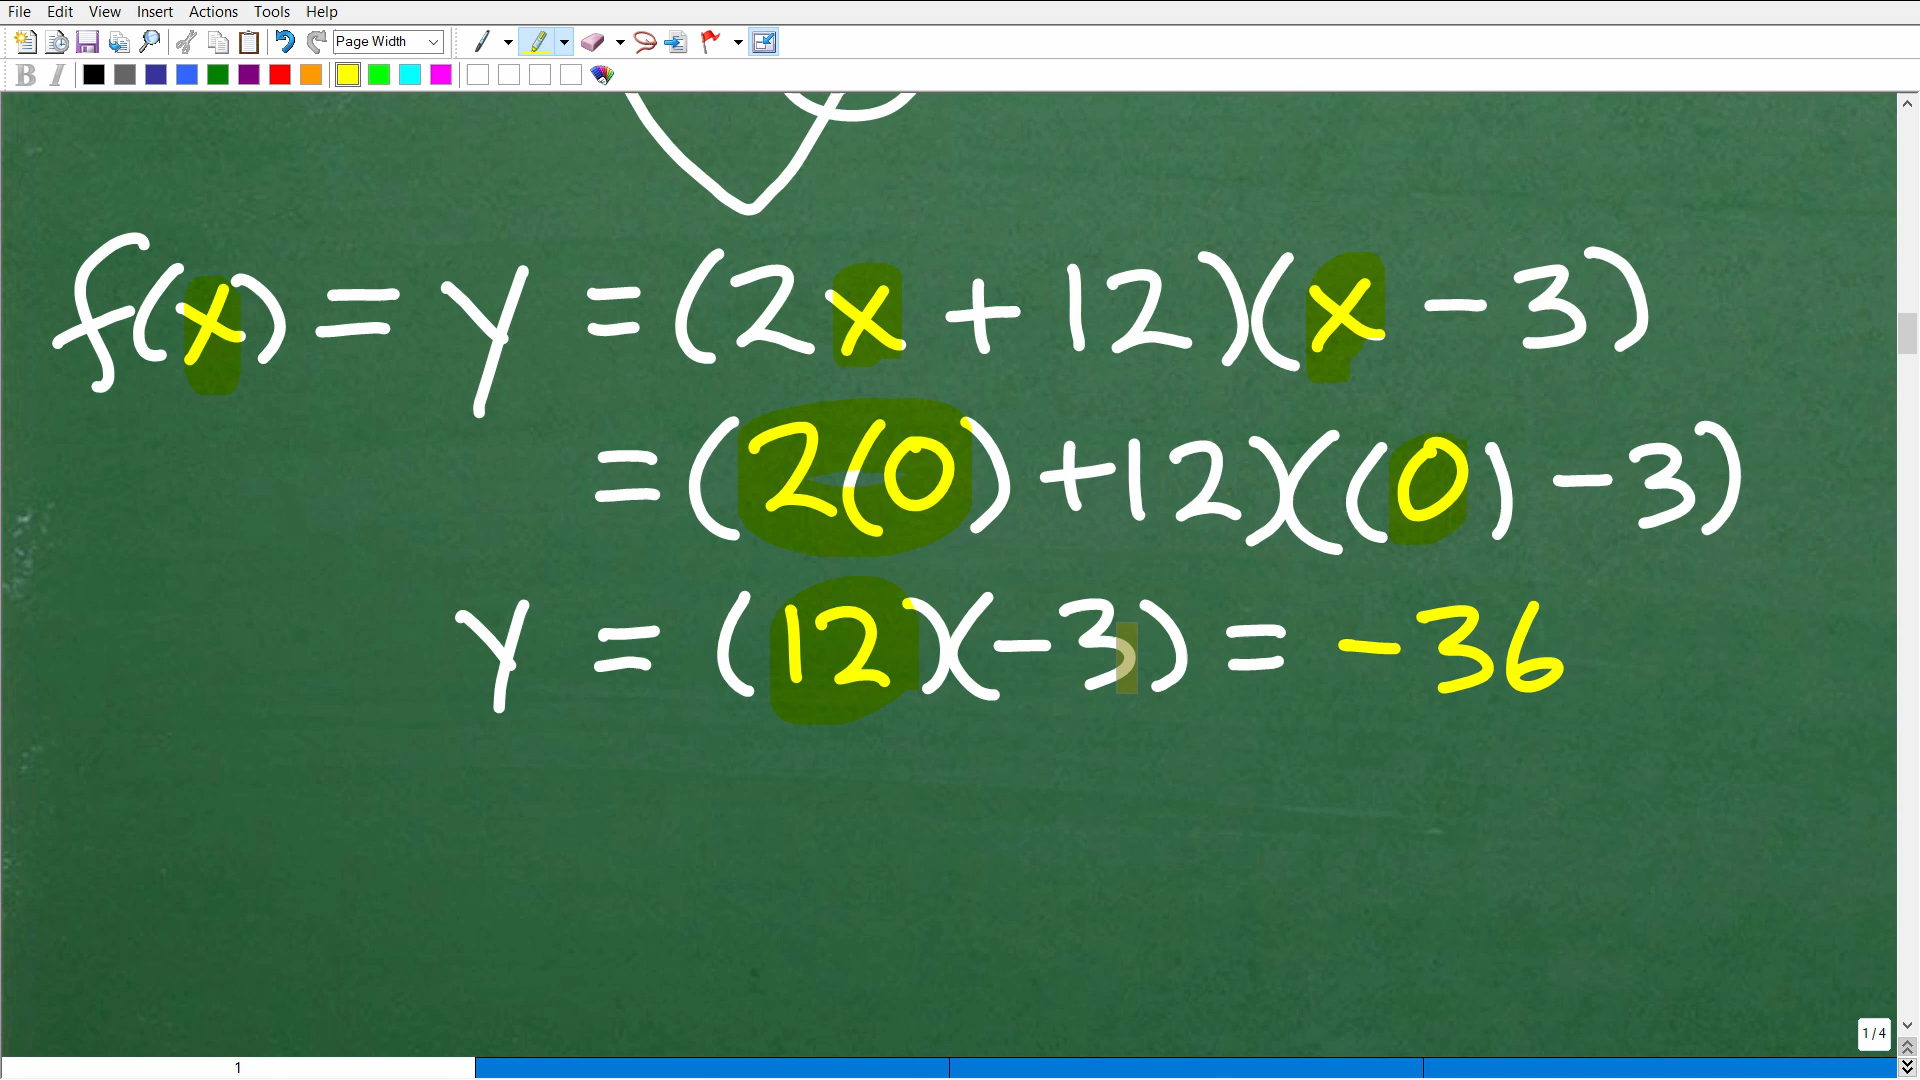 File Edit View Insert Actions Tools Help
Page Width
B I
f(x) = y = (2x + 12)(x - 3)
= (2(0) + 12)((0) - 3)
y = (12)(-3) = -36
1 / 4
1